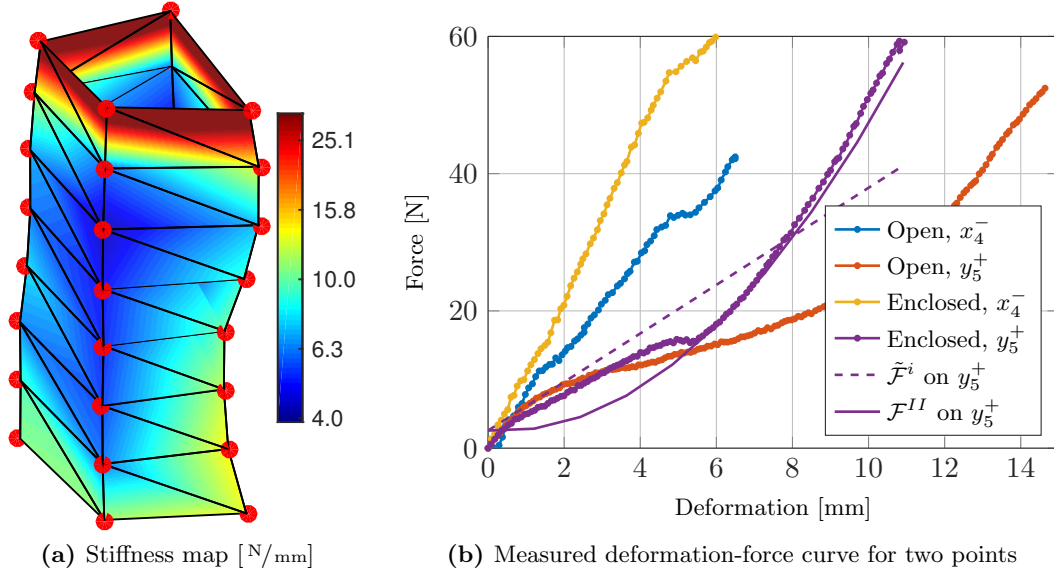 25.1
15.8
10.0
6.3
4.0
(a) Stiffness map [N/mm]
60
40
20
0
Force [N]
0 2 4 6 8 10 12 14
Deformation [mm]
Open, x₄⁻
Open, y₅⁺
Enclosed, x₄⁻
Enclosed, y₅⁺
ℱ̃ⁱ on y₅⁺
ℱᴵᴵ on y₅⁺
(b) Measured deformation-force curve for two points